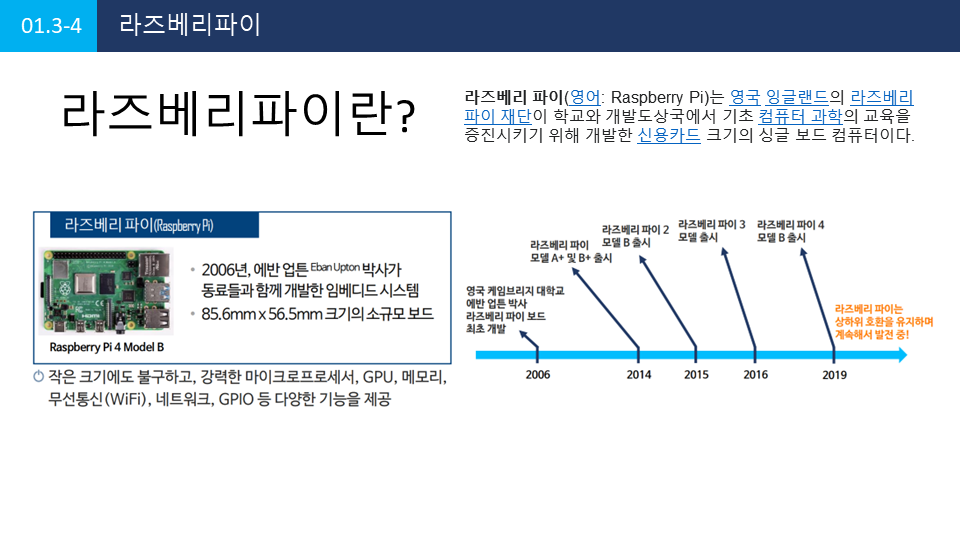 01.3-4 라즈베리파이
라즈베리파이란?
라즈베리 파이(영어: Raspberry Pi)는 영국 잉글랜드의 라즈베리
파이 재단이 학교와 개발도상국에서 기초 컴퓨터 과학의 교육을
증진시키기 위해 개발한 신용카드 크기의 싱글 보드 컴퓨터이다.
라즈베리 파이(Raspberry Pi)
• 2006년, 에반 업튼 Eban Upton 박사가
동료들과 함께 개발한 임베디드 시스템
• 85.6mm x 56.5mm 크기의 소규모 보드
Raspberry Pi 4 Model B
작은 크기에도 불구하고, 강력한 마이크로프로세서, GPU, 메모리,
무선통신(WiFi), 네트워크, GPIO 등 다양한 기능을 제공
영국 케임브리지 대학교
에반 업튼 박사
라즈베리 파이 보드
최초 개발
라즈베리 파이
모델 A+ 및 B+ 출시
라즈베리 파이 2
모델 B 출시
라즈베리 파이 3
모델 출시
라즈베리 파이 4
모델 B 출시
라즈베리 파이는
상하위 호환을 유지하며
계속해서 발전 중!
2006 2014 2015 2016 2019